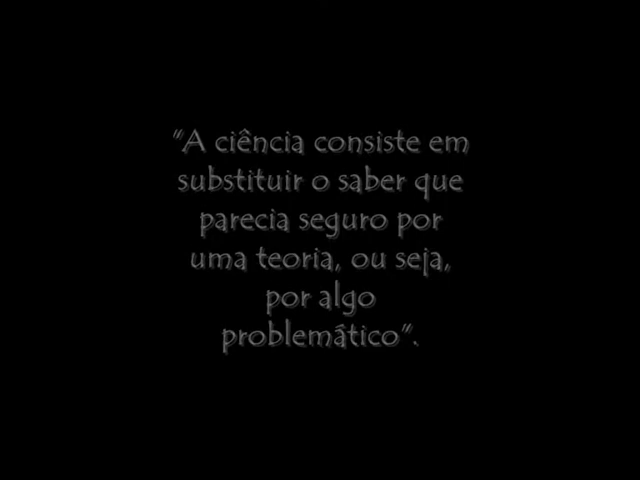 "A ciência consiste em
substituir o saber que
parecia seguro por
uma teoria, ou seja,
por algo
problemático".